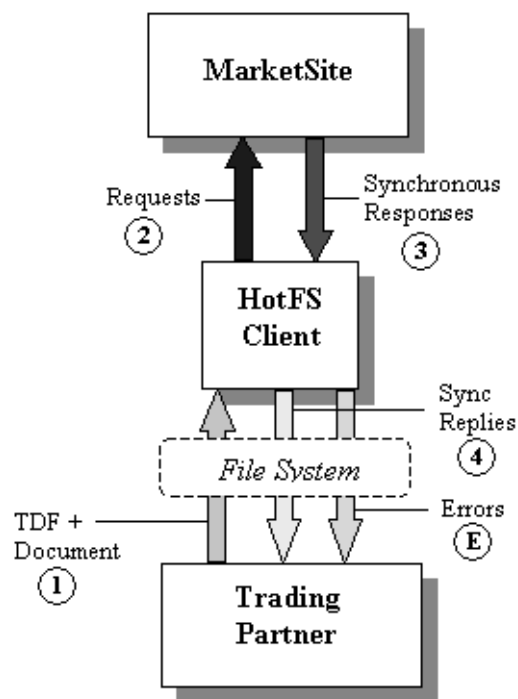 MarketSite
Requests
2
Synchronous
Responses
3
HotFS
Client
Sync
Replies
4
File System
TDF +
Document
1
Errors
E
Trading
Partner